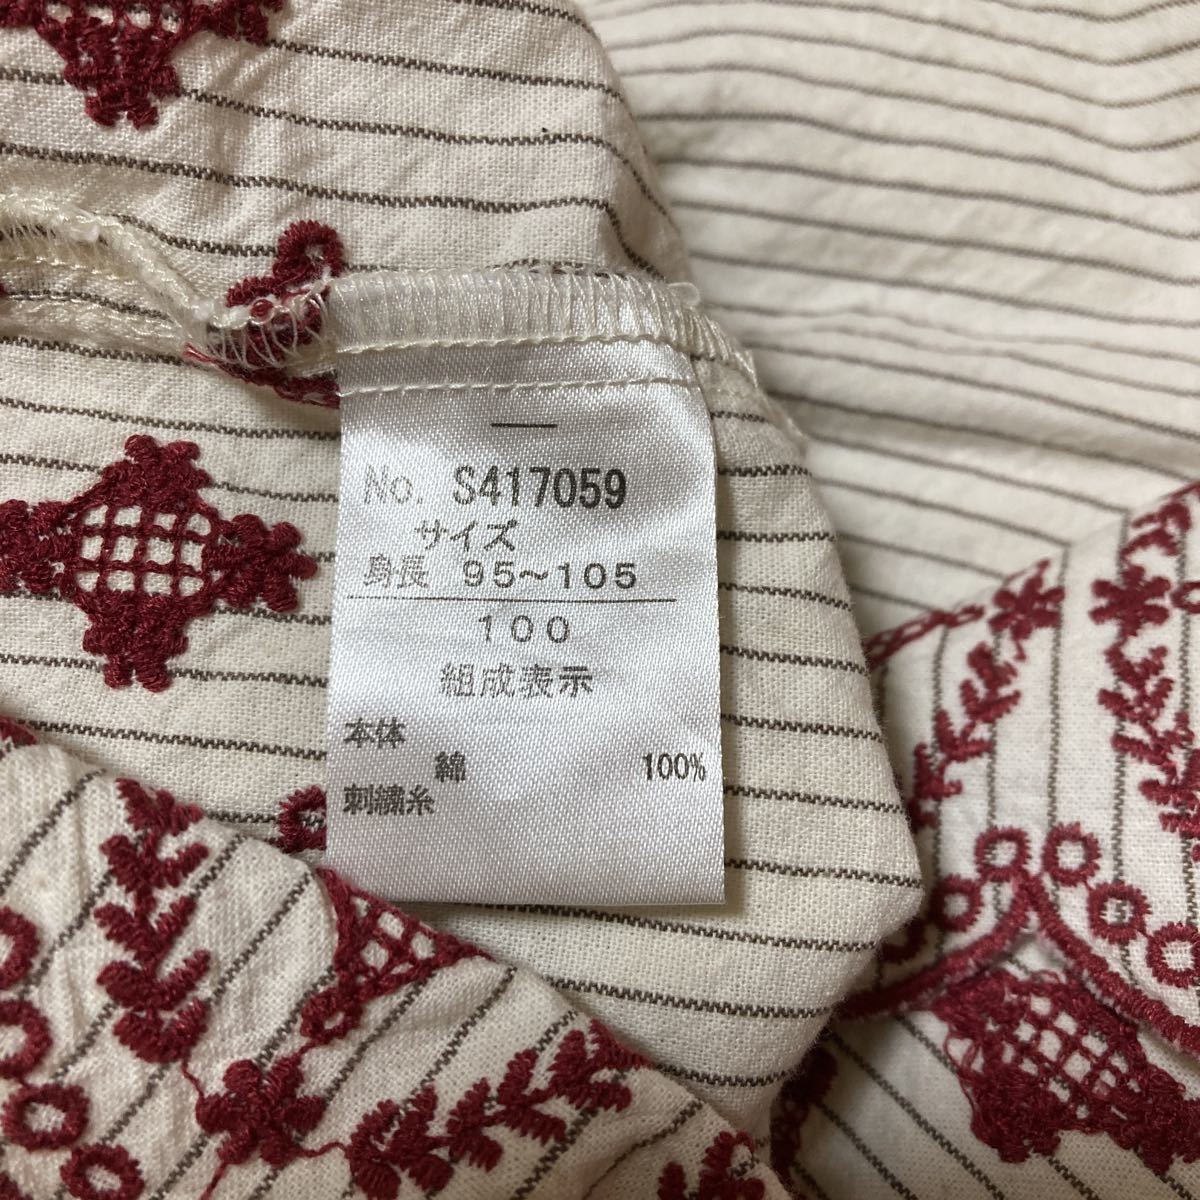 No. S417059
サイズ
身長 95~105
100
組成表示
本体
綿 100%
刺繍糸